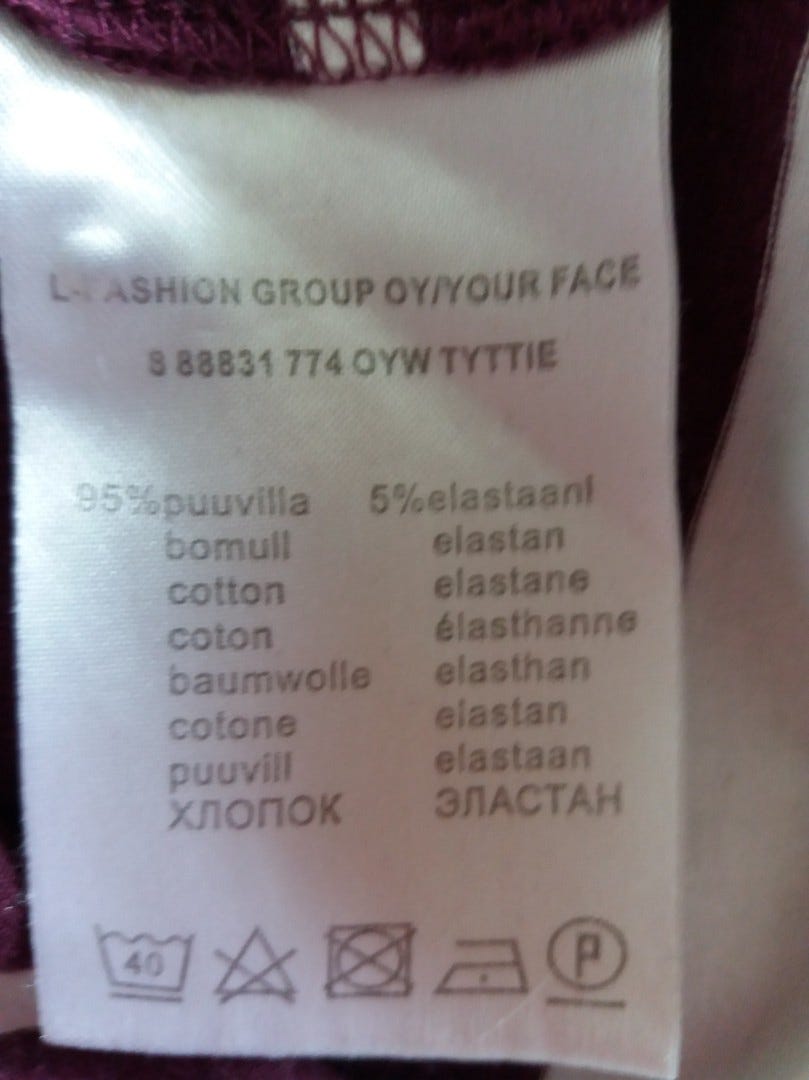 L-FASHION GROUP OY/YOUR FACE
S 88831 774 OYW TYTTIE
95%puuvilla 5%elastaani
bomull elastan
cotton elastane
coton élasthanne
baumwolle elasthan
cotone elastan
puuvill elastaan
ХЛОПОК ЭЛАСТАН
40 P